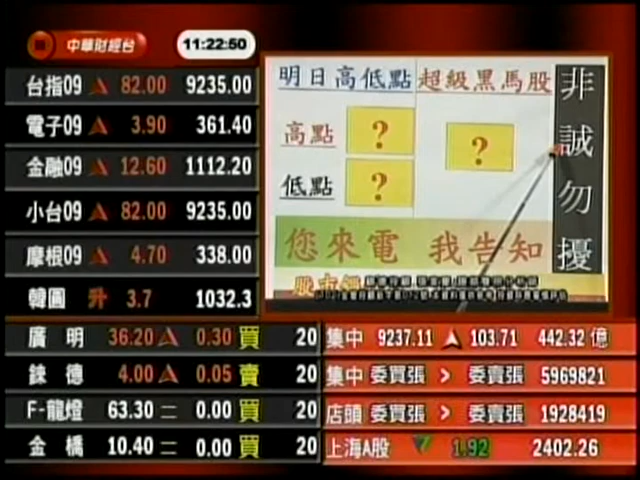 中華財經台
11:22:50
台指09 82.00 9235.00
電子09 3.90 361.40
金融09 12.60 1112.20
小台09 82.00 9235.00
摩根09 4.70 338.00
韓圓 升 3.7 1032.3
明日高低點 超級黑馬股
高點 ? ?
低點 ?
您來電 我告知
非誠勿擾
股市
廣明 36.20 0.30 買 20
錸德 4.00 0.05 賣 20
F-龍燈 63.30 0.00 買 20
金橋 10.40 0.00 買 20
集中 9237.11 103.71 442.32 億
集中 委買張 > 委賣張 5969821
店頭 委買張 > 委賣張 1928419
上海A股 1.92 2402.26